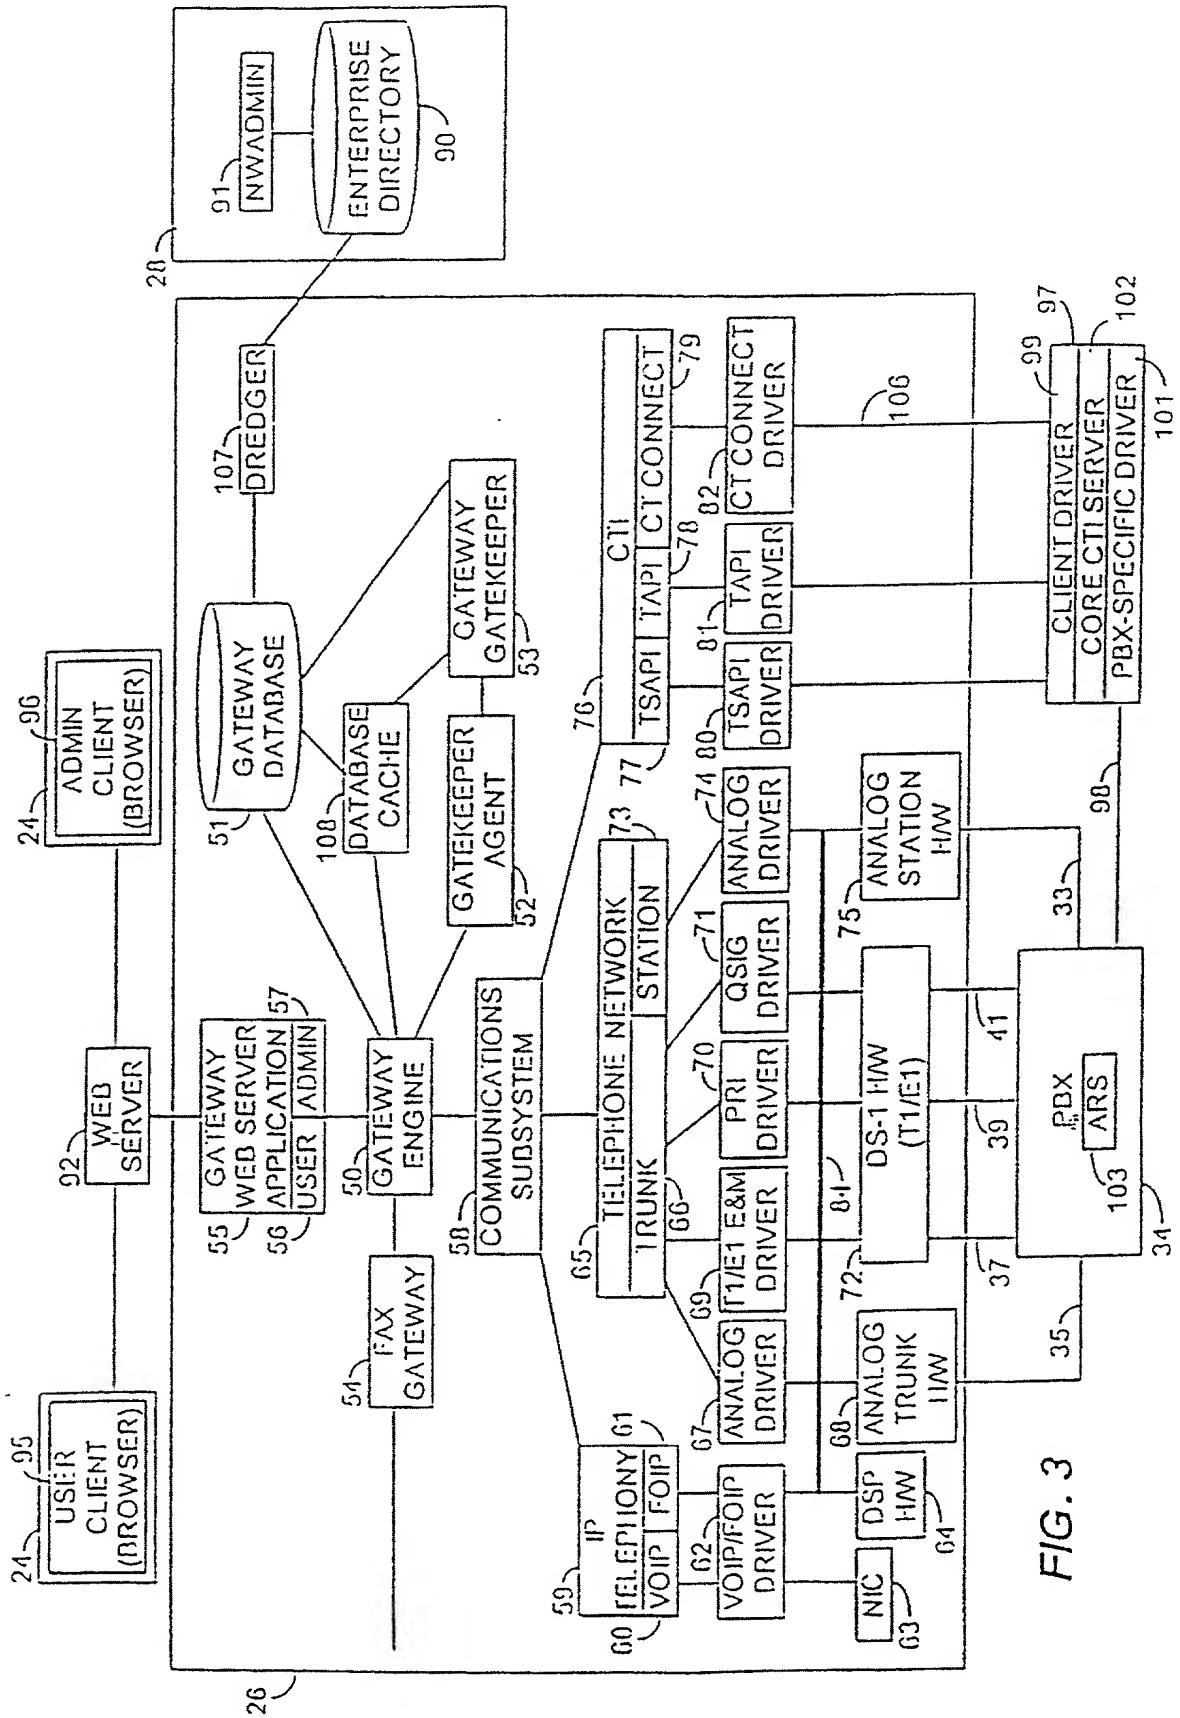 24
95
USER
CLIENT
(BROWSER)
24
96
ADMIN
CLIENT
(BROWSER)
92
WEB
SERVER
26
28
91
NWADMIN
ENTERPRISE
DIRECTORY
90
55
GATEWAY
WEB SERVER
APPLICATION
56
USER
ADMIN
57
51
GATEWAY
DATABASE
107
DREDGER
54
FAX
GATEWAY
50
GATEWAY
ENGINE
108
DATABASE
CACHE
GATEKEEPER
AGENT
52
GATEWAY
GATEKEEPER
53
58
COMMUNICATIONS
SUBSYSTEM
59
IP
TELEPHONY
60
VOIP
FOIP
61
65
TELEPHONE NETWORK
73
TRUNK
STATION
66
76
CTI
77
TSAPI
TAPI
CT CONNECT
78
79
62
VOIP/FOIP
DRIVER
67
ANALOG
DRIVER
69
T1/E1 E&M
DRIVER
70
PRI
DRIVER
71
QSIG
DRIVER
74
ANALOG
DRIVER
80
TSAPI
DRIVER
81
TAPI
DRIVER
82
CT CONNECT
DRIVER
84
106
NIC
63
DSP
H/W
64
68
ANALOG
TRUNK
H/W
72
DS-1 H/W
(T1/E1)
75
ANALOG
STATION
H/W
35
37
39
41
33
98
PBX
ARS
103
34
99
97
102
CLIENT DRIVER
CORE CTI SERVER
PBX-SPECIFIC DRIVER
101
FIG. 3